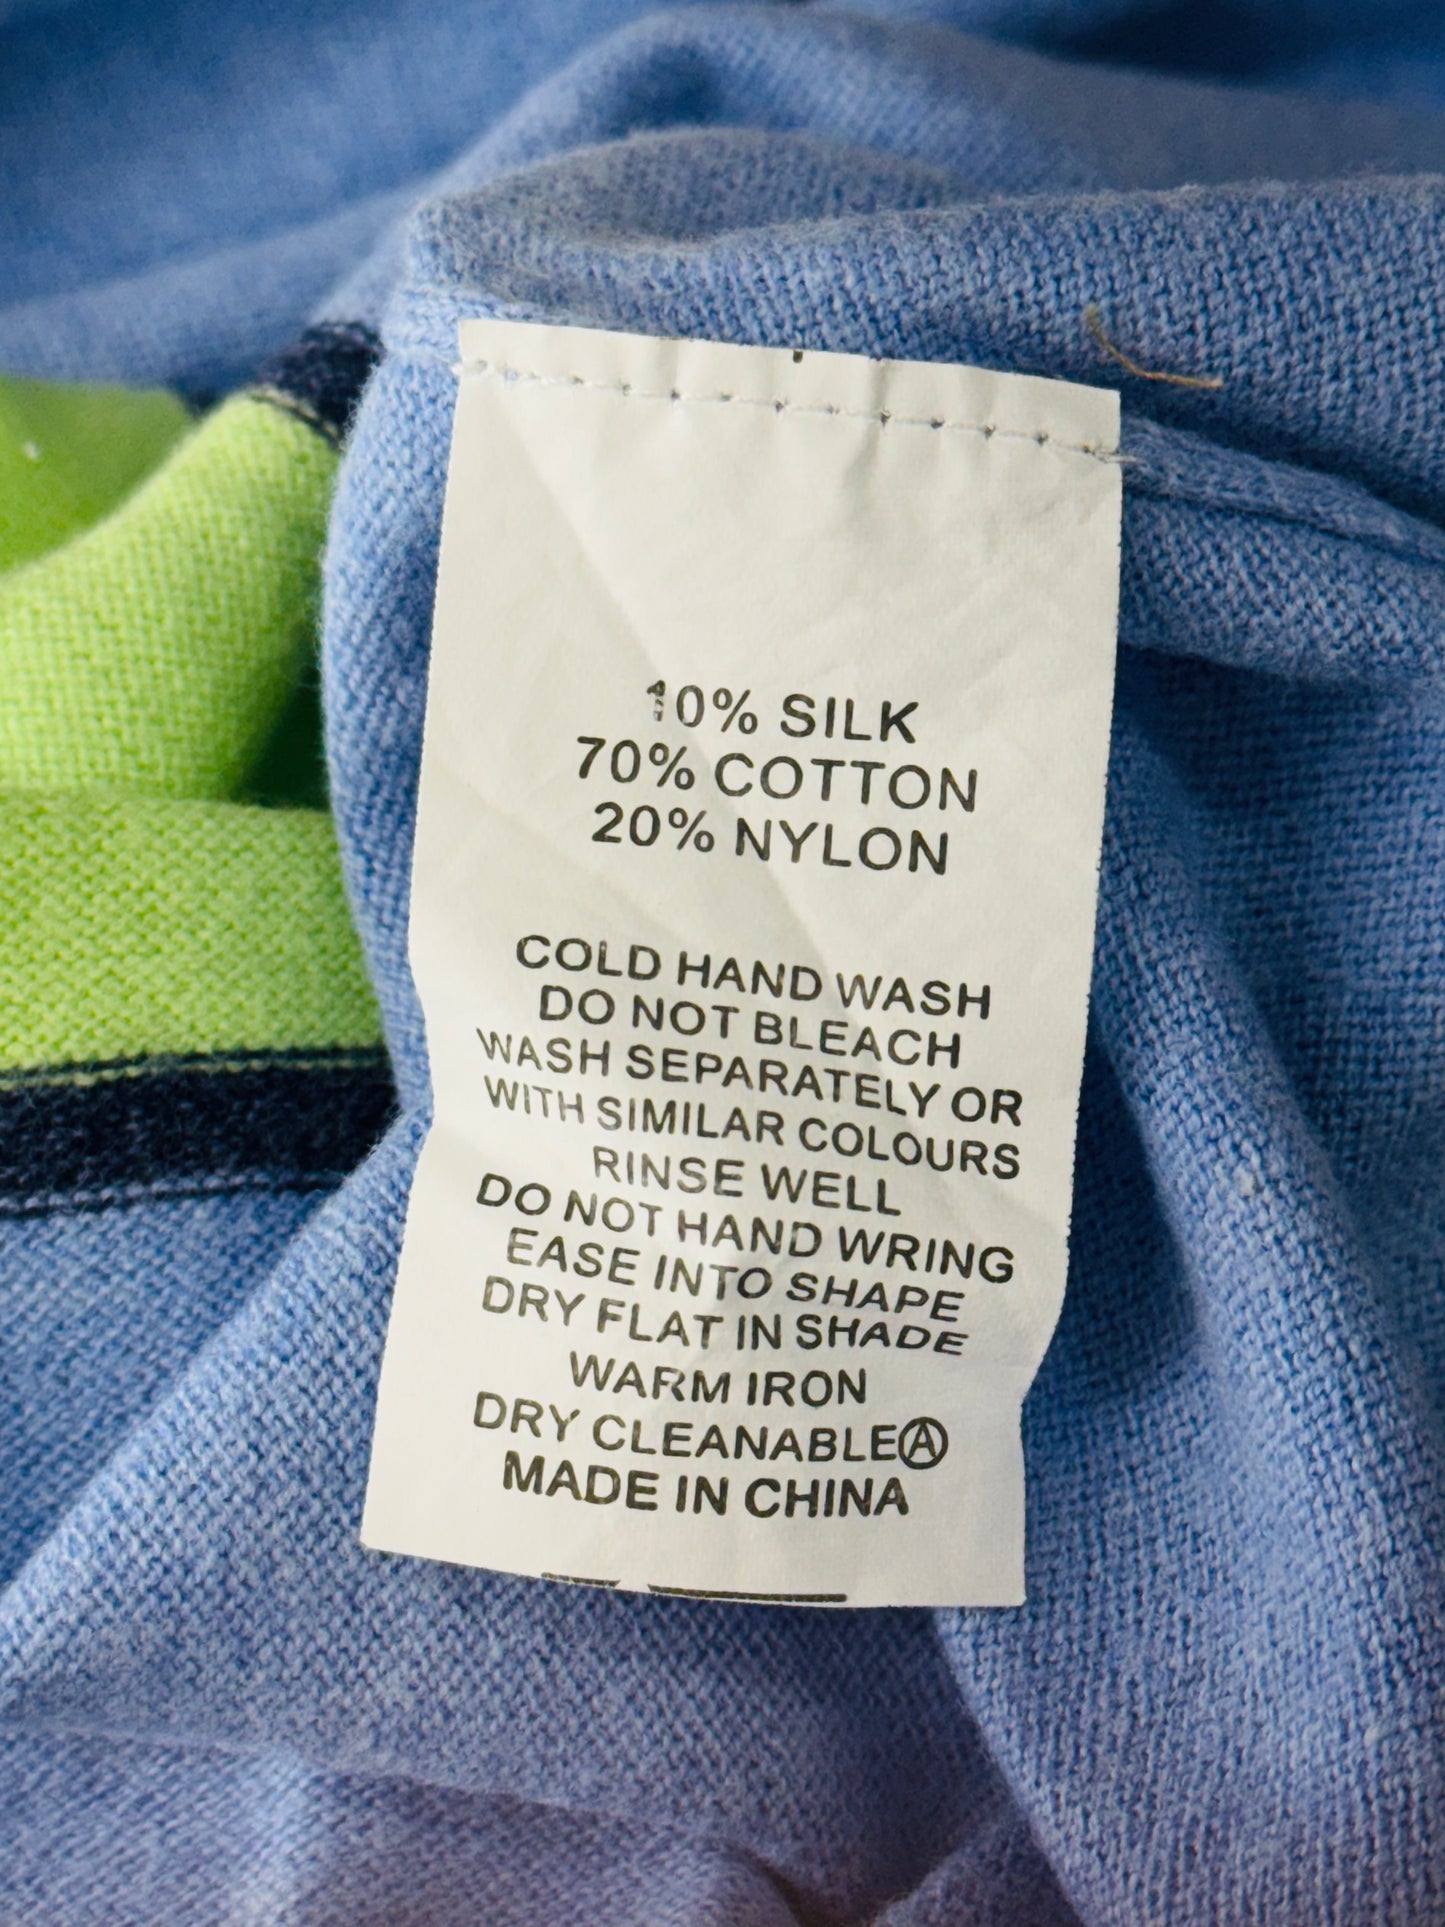 10% SILK
70% COTTON
20% NYLON
COLD HAND WASH
DO NOT BLEACH
WASH SEPARATELY OR
WITH SIMILAR COLOURS
RINSE WELL
DO NOT HAND WRING
EASE INTO SHAPE
DRY FLAT IN SHADE
WARM IRON
DRY CLEANABLE Ⓐ
MADE IN CHINA